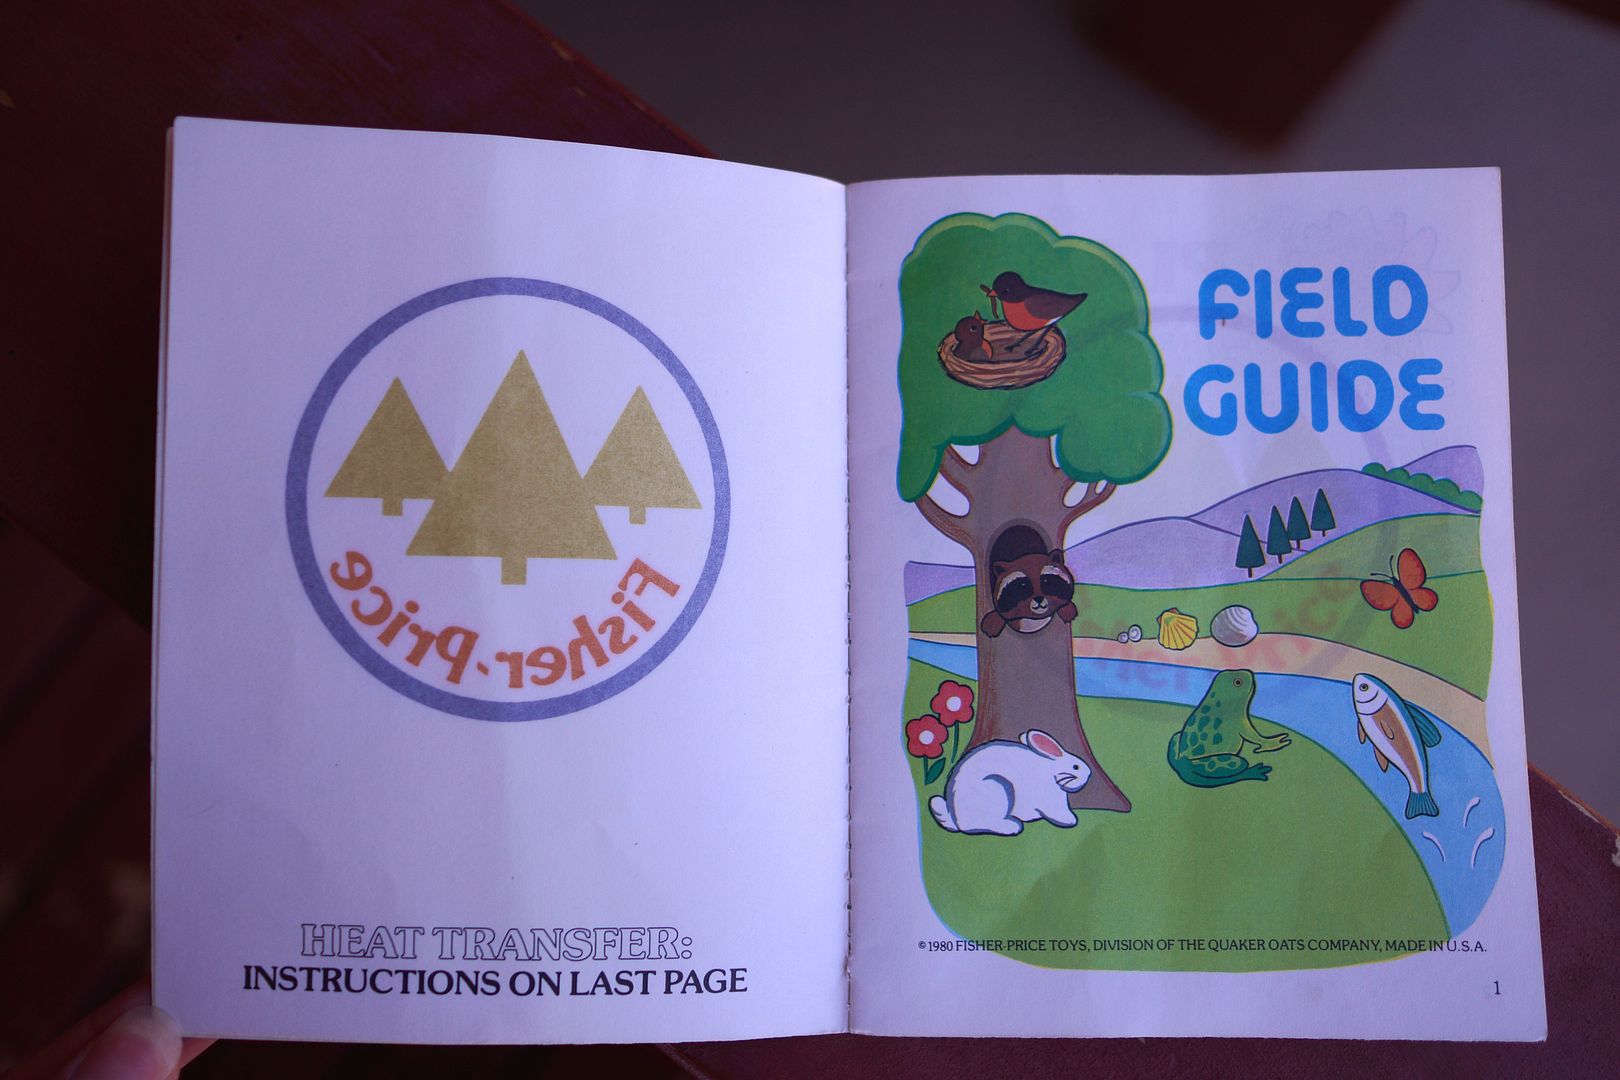 Fisher-Price
HEAT TRANSFER:
INSTRUCTIONS ON LAST PAGE
FIELD
GUIDE
©1980 FISHER-PRICE TOYS, DIVISION OF THE QUAKER OATS COMPANY, MADE IN U.S.A.
1